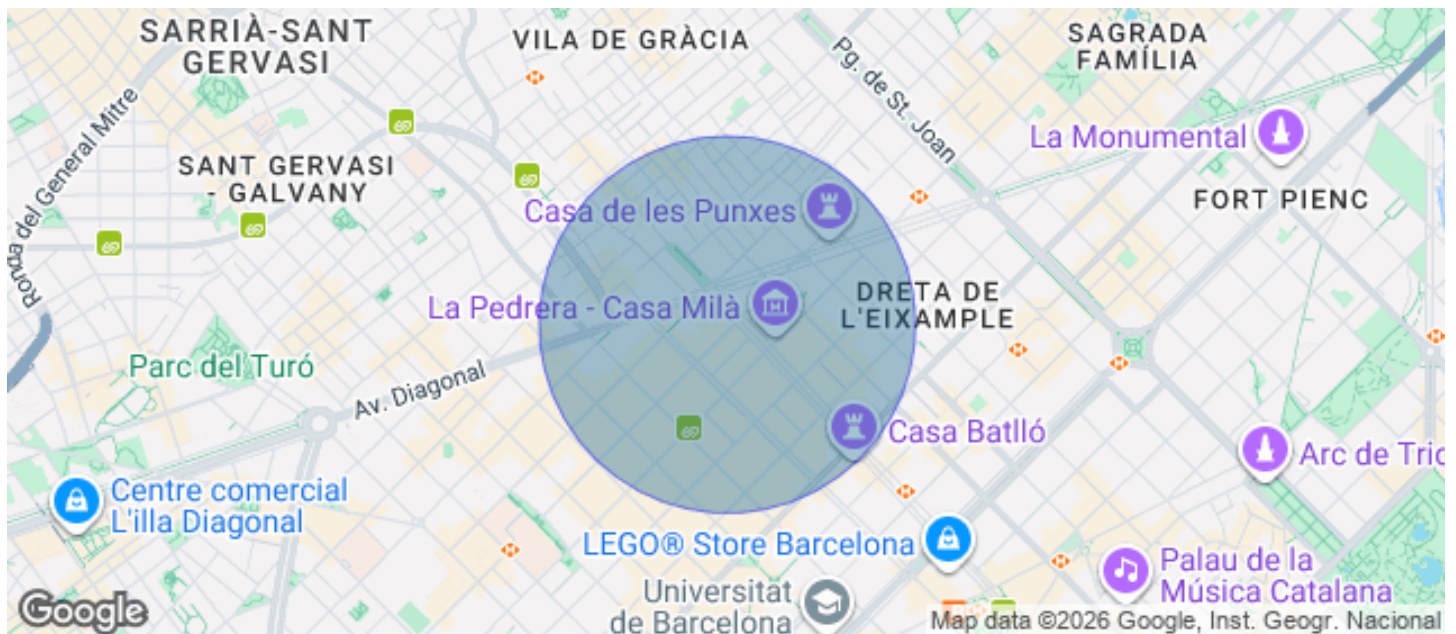 SARRIÀ-SANT
GERVASI
VILA DE GRÀCIA
SAGRADA
FAMÍLIA
Pg. de St. Joan
La Monumental
Ronda del General Mitre
SANT GERVASI
- GALVANY
FORT PIENC
Casa de les Punxes
DRETA DE
L'EIXAMPLE
La Pedrera - Casa Milà
Parc del Turó
Av. Diagonal
Casa Batlló
Arc de Trio
Centre comercial
L'illa Diagonal
LEGO® Store Barcelona
Palau de la
Música Catalana
Universitat
de Barcelona
Google
Map data ©2026 Google, Inst. Geogr. Nacional